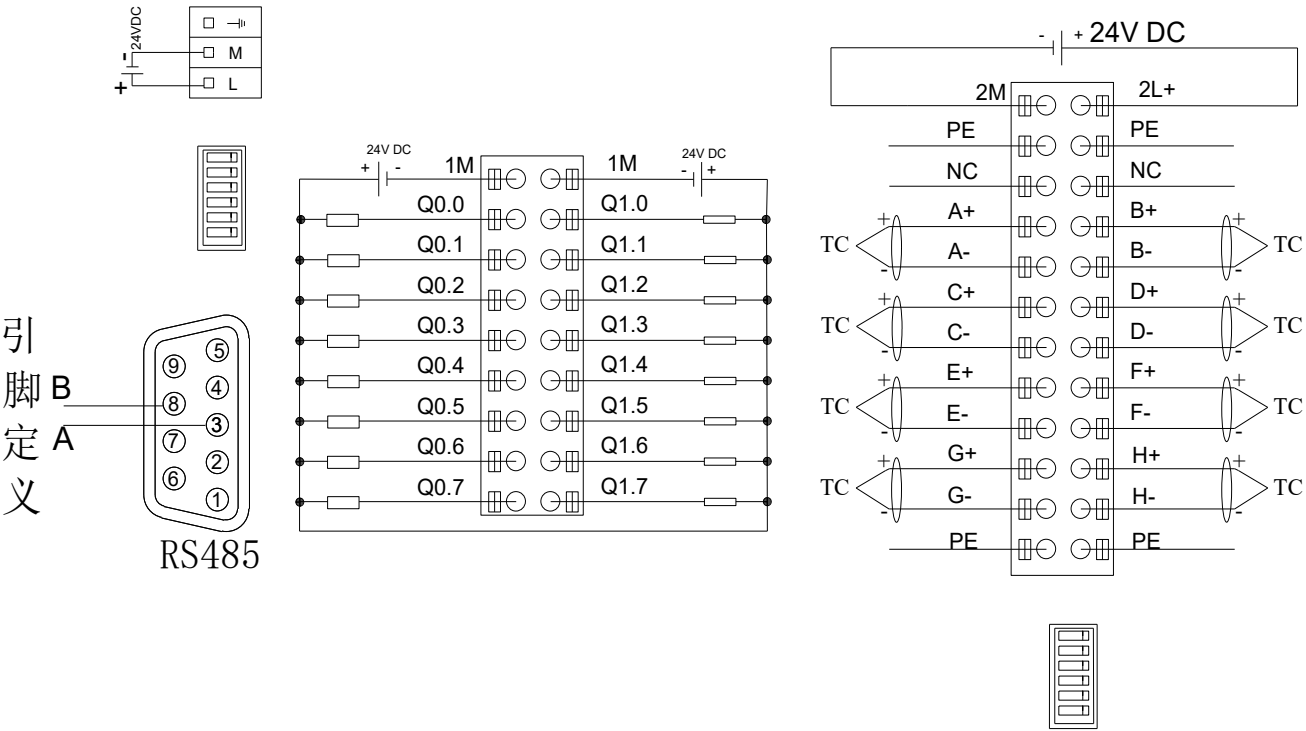 24VDC
-
+
M
L
引
脚
定
义
B
A
9
8
7
6
5
4
3
2
1
RS485
24V DC
+ -
24V DC
- +
1M 1M
Q0.0 Q1.0
Q0.1 Q1.1
Q0.2 Q1.2
Q0.3 Q1.3
Q0.4 Q1.4
Q0.5 Q1.5
Q0.6 Q1.6
Q0.7 Q1.7
- + 24V DC
2M 2L+
PE PE
NC NC
+ A+ B+ +
TC TC
- A- B- -
+ C+ D+ +
TC TC
- C- D- -
+ E+ F+ +
TC TC
- E- F- -
+ G+ H+ +
TC TC
- G- H- -
PE PE